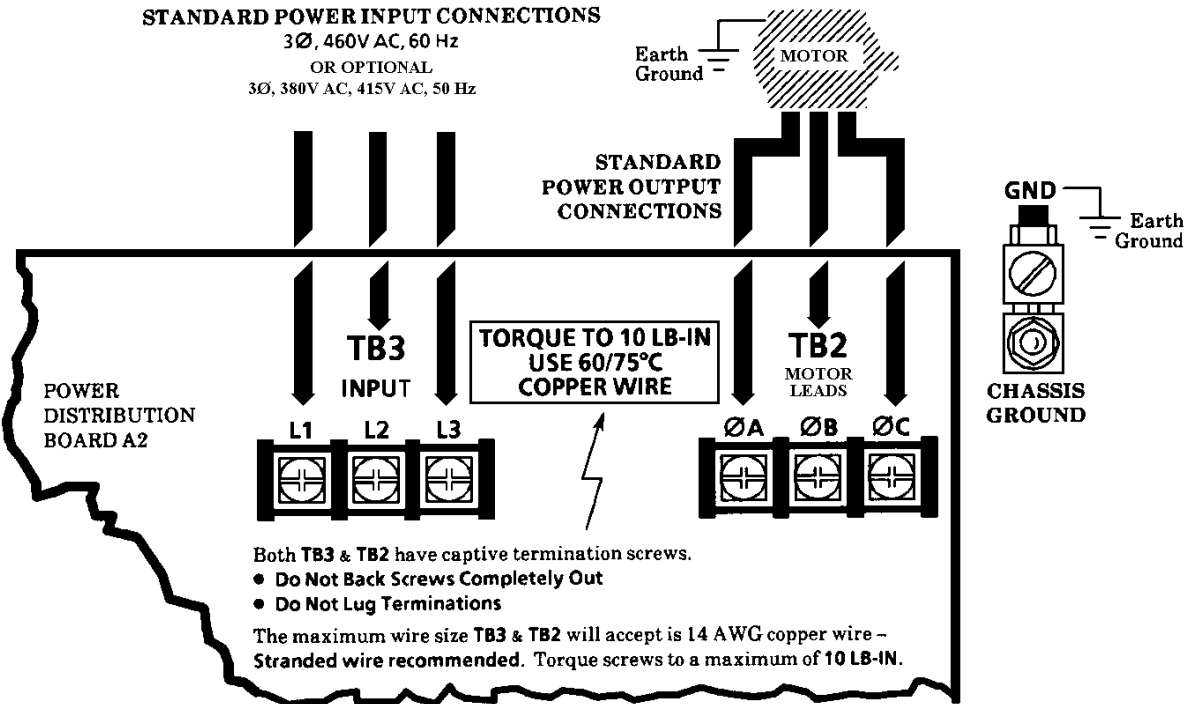 STANDARD POWER INPUT CONNECTIONS
3Ø, 460V AC, 60 Hz
OR OPTIONAL
3Ø, 380V AC, 415V AC, 50 Hz
Earth
Ground
MOTOR
STANDARD
POWER OUTPUT
CONNECTIONS
GND
Earth
Ground
CHASSIS
GROUND
POWER
DISTRIBUTION
BOARD A2
TB3
INPUT
TORQUE TO 10 LB-IN
USE 60/75°C
COPPER WIRE
TB2
MOTOR
LEADS
L1 L2 L3
ØA ØB ØC
Both TB3 & TB2 have captive termination screws.
● Do Not Back Screws Completely Out
● Do Not Lug Terminations
The maximum wire size TB3 & TB2 will accept is 14 AWG copper wire –
Stranded wire recommended. Torque screws to a maximum of 10 LB-IN.